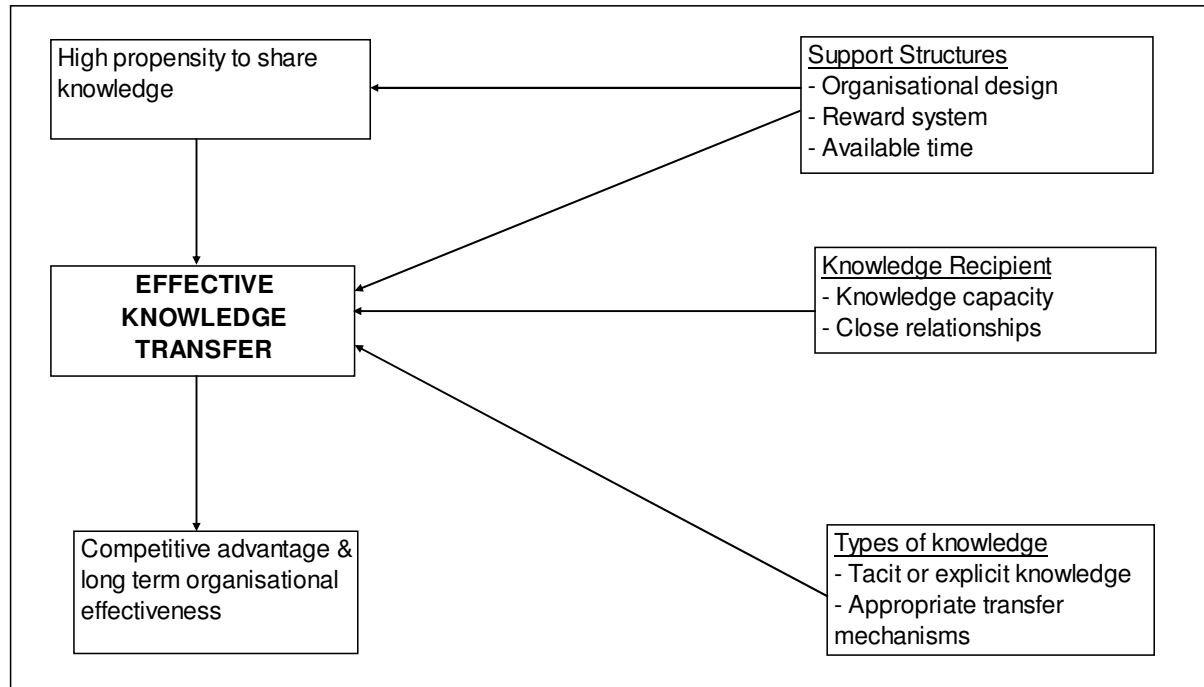 High propensity to share
knowledge
Support Structures
- Organisational design
- Reward system
- Available time
EFFECTIVE
KNOWLEDGE
TRANSFER
Knowledge Recipient
- Knowledge capacity
- Close relationships
Competitive advantage &
long term organisational
effectiveness
Types of knowledge
- Tacit or explicit knowledge
- Appropriate transfer
mechanisms